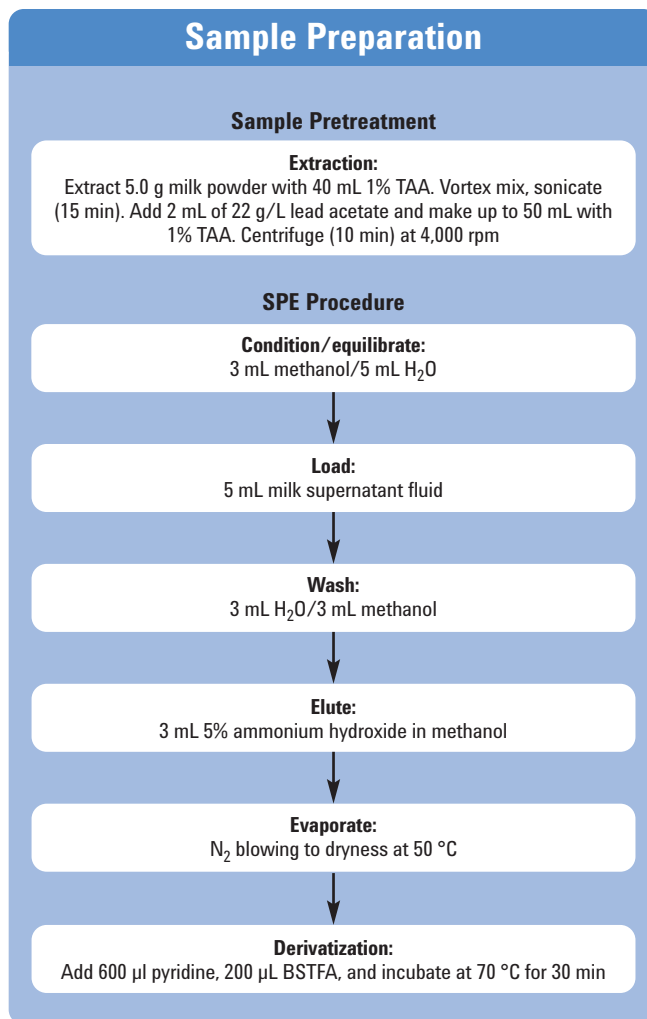 Sample Preparation
Sample Pretreatment
Extraction:
Extract 5.0 g milk powder with 40 mL 1% TAA. Vortex mix, sonicate
(15 min). Add 2 mL of 22 g/L lead acetate and make up to 50 mL with
1% TAA. Centrifuge (10 min) at 4,000 rpm
SPE Procedure
Condition/equilibrate:
3 mL methanol/5 mL H₂O
Load:
5 mL milk supernatant fluid
Wash:
3 mL H₂O/3 mL methanol
Elute:
3 mL 5% ammonium hydroxide in methanol
Evaporate:
N₂ blowing to dryness at 50 °C
Derivatization:
Add 600 µl pyridine, 200 µL BSTFA, and incubate at 70 °C for 30 min